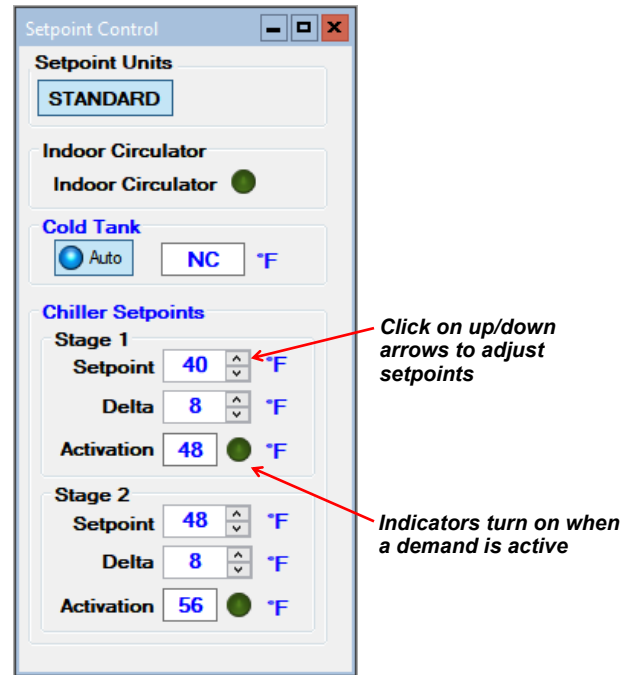 Setpoint Control
Setpoint Units
STANDARD
Indoor Circulator
Indoor Circulator
Cold Tank
Auto NC °F
Chiller Setpoints
Stage 1
Setpoint 40 °F
Delta 8 °F
Activation 48 °F
Stage 2
Setpoint 48 °F
Delta 8 °F
Activation 56 °F
Click on up/down
arrows to adjust
setpoints
Indicators turn on when
a demand is active